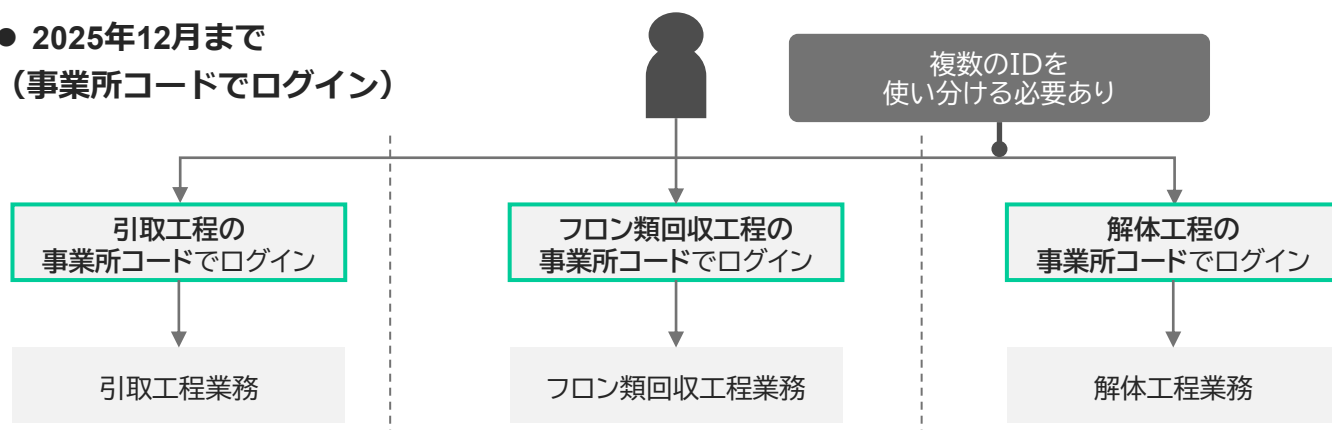 ● 2025年12月まで
（事業所コードでログイン）
複数のIDを
使い分ける必要あり
引取工程の
事業所コードでログイン
フロン類回収工程の
事業所コードでログイン
解体工程の
事業所コードでログイン
引取工程業務
フロン類回収工程業務
解体工程業務